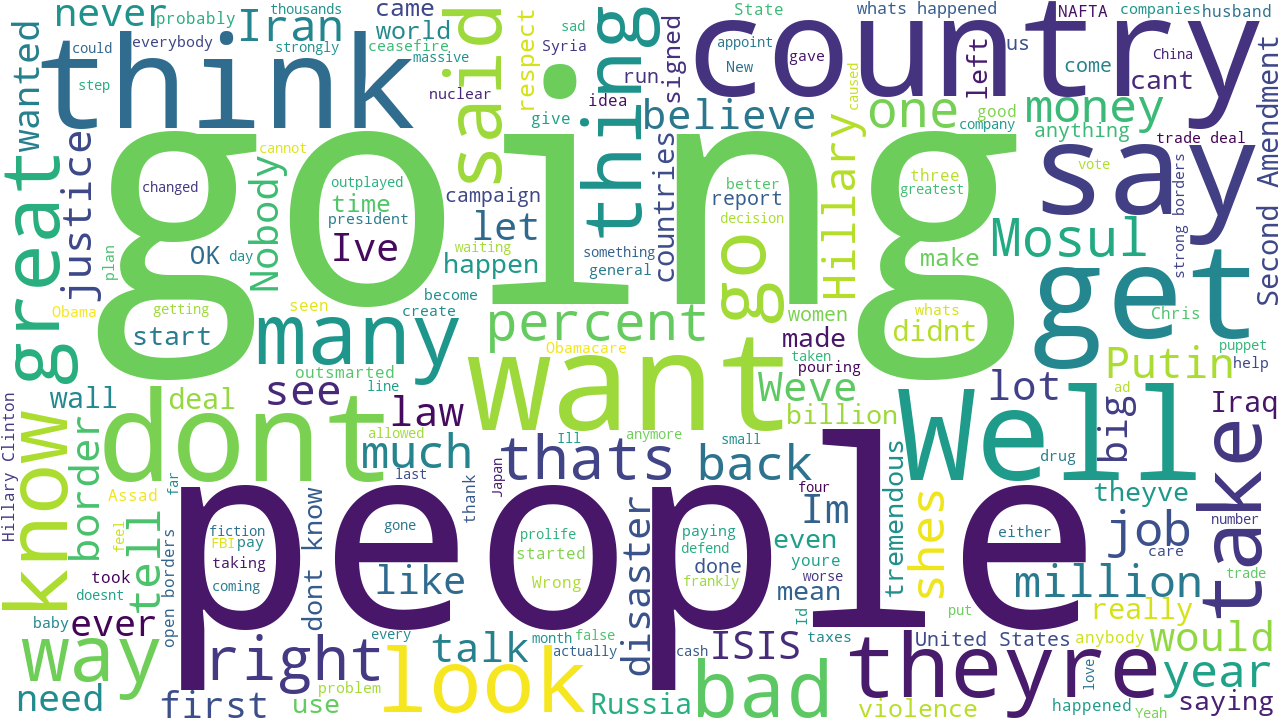 never
probably
thousands
came
State
whats happened
NAFTA
companies
husband
Iran
world
everybody
could
strongly
ceasefire
massive
step
wanted
think
nuclear
said
respect
sad
Syria
run.
idea
give
thing
us
signed
appoint
New
gave
country
left
China
come
cant
caused
believe
one
good
company
money
anything
trade deal
Second Amendment
great
justice
changed
cannot
Nobody
going
outplayed
time
president
Ive
campaign
let
waiting
happen
something
general
countries
better
report
decision
go
Hillary
three
greatest
make
Mosul
vote
say
strong borders
plan
OK
day
Obama
getting
start
seen
become
create
many
percent
Obamacare
women
made
taken
pouring
whats
didnt
get
Chris
puppet
help
Putin
outsmarted
line
see
want
Weve
billion
lot
big
ad
Iraq
wall
deal
law
dont
allowed
much
last
Ill
anymore
small
thats
back
Well
drug
take
Hillary Clinton
know
border
Assad
far
feel
tell
people
fiction
FBI
pay
taking
coming
dont know
gone
like
thank
Japan
prolife
started
Wrong
disaster
paying
defend
done
frankly
four
Im
even
youre
worse
mean
tremendous
shes
either
theyve
job
number
care
trade
million
took
doesnt
baby
ever
open borders
way
right
every
talk
month
false
actually
look
cash
ISIS
Id
taxes
put
theyre
United States
really
anybody
would
love
year
need
first
use
problem
Russia
bad
violence
happened
Yeah
saying